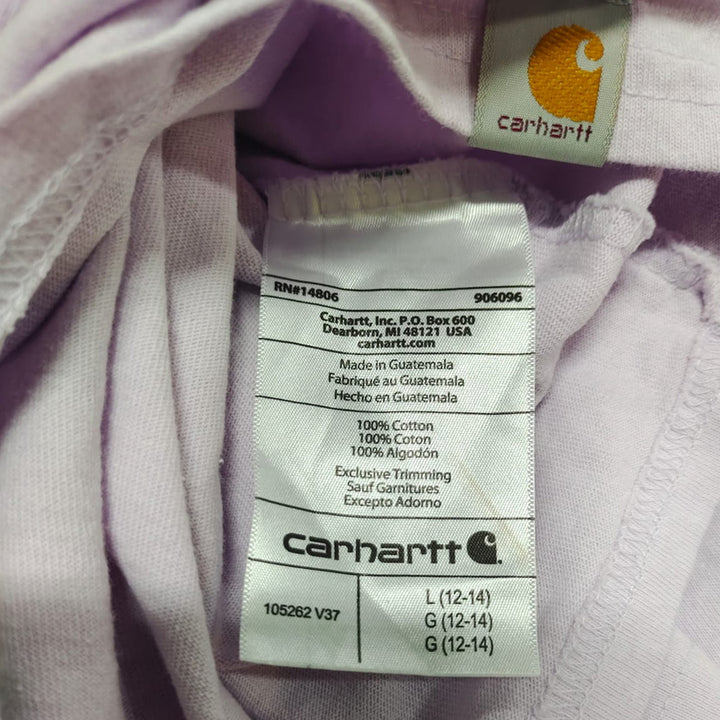 carhartt
RN#14806 906096
Carhartt, Inc. P.O. Box 600
Dearborn, MI 48121 USA
carhartt.com
Made in Guatemala
Fabriqué au Guatemala
Hecho en Guatemala
100% Cotton
100% Coton
100% Algodón
Exclusive Trimming
Sauf Garnitures
Excepto Adorno
carhartt
105262 V37
L (12-14)
G (12-14)
G (12-14)